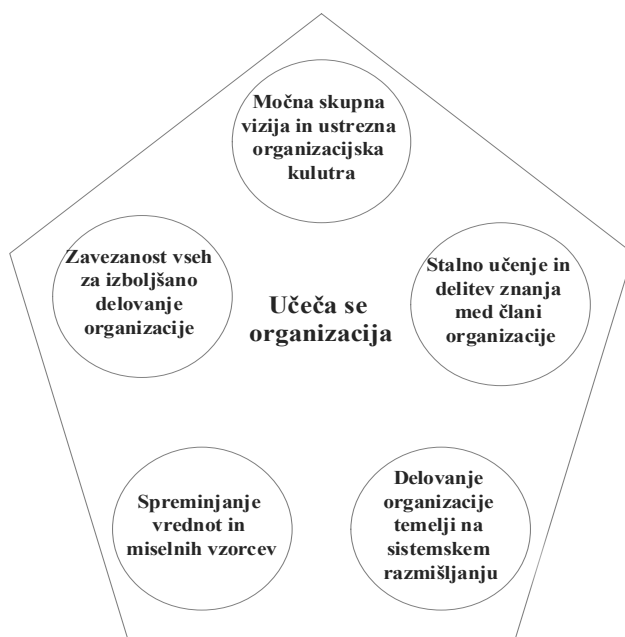 Močna skupna
vizija in ustrezna
organizacijska
kulutra
Zavezanost vseh
za izboljšano
delovanje
organizacije
Stalno učenje in
delitev znanja
med člani
organizacije
Učeča se
organizacija
Spreminjanje
vrednot in
miselnih vzorcev
Delovanje
organizacije
temelji na
sistemskem
razmišljanju